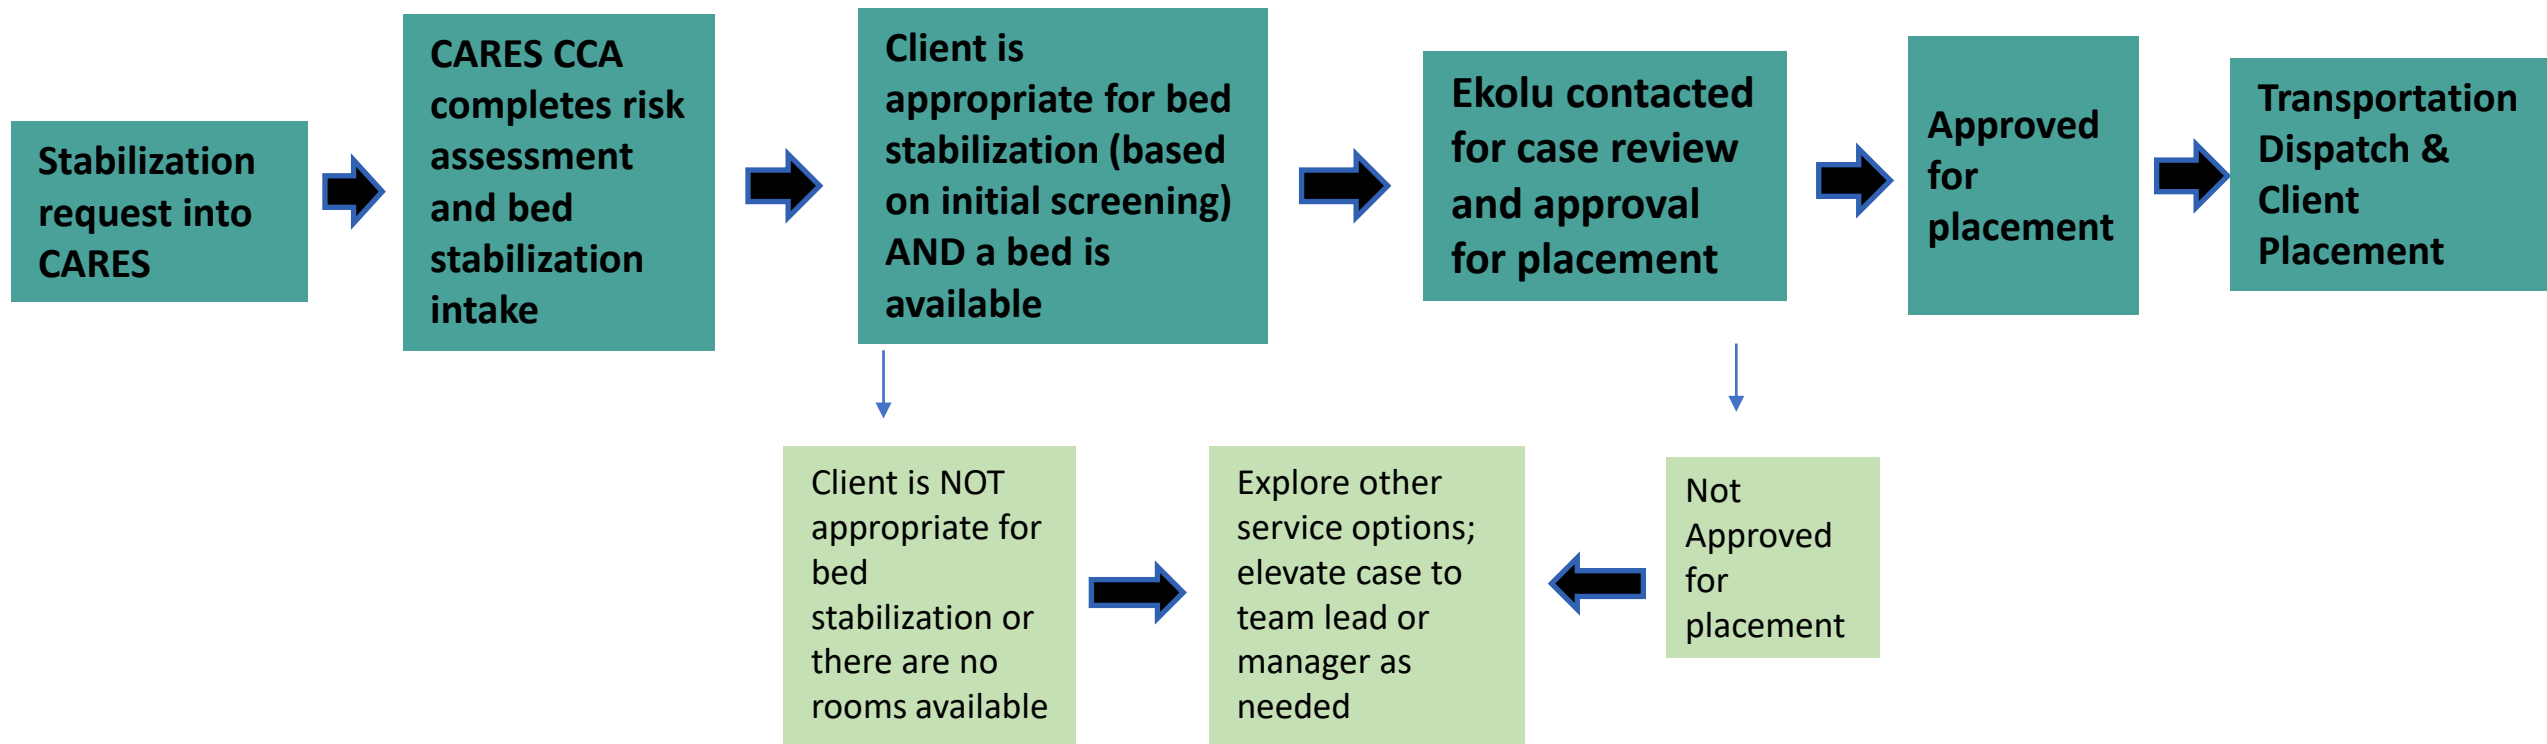 Stabilization
request into
CARES
CARES CCA
completes risk
assessment
and bed
stabilization
intake
Client is
appropriate for bed
stabilization (based
on initial screening)
AND a bed is
available
Ekolu contacted
for case review
and approval
for placement
Approved
for
placement
Transportation
Dispatch &
Client
Placement
Client is NOT
appropriate for
bed
stabilization or
there are no
rooms available
Explore other
service options;
elevate case to
team lead or
manager as
needed
Not
Approved
for
placement